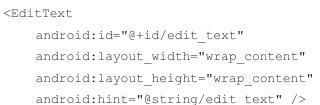 <EditText
    android:id="@+id/edit_text"
    android:layout_width="wrap_content"
    android:layout_height="wrap_content"
    android:hint="@string/edit_text" />